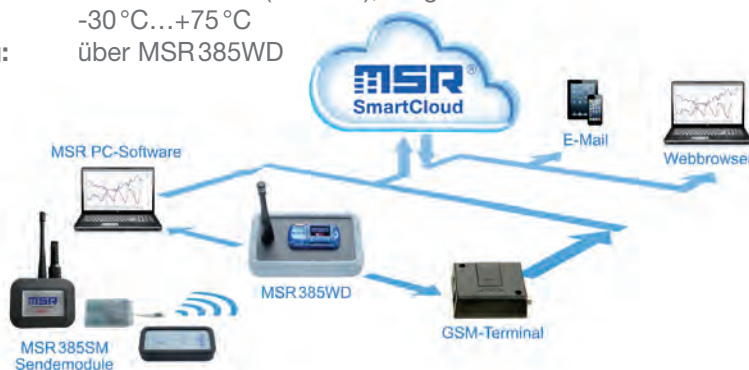 -30 °C…+75 °C
über MSR 385WD
MSR®
SmartCloud
E-Mail
Webbrowser
MSR PC-Software
MSR 385WD
GSM-Terminal
MSR
MSR 385SM
Sendemodule